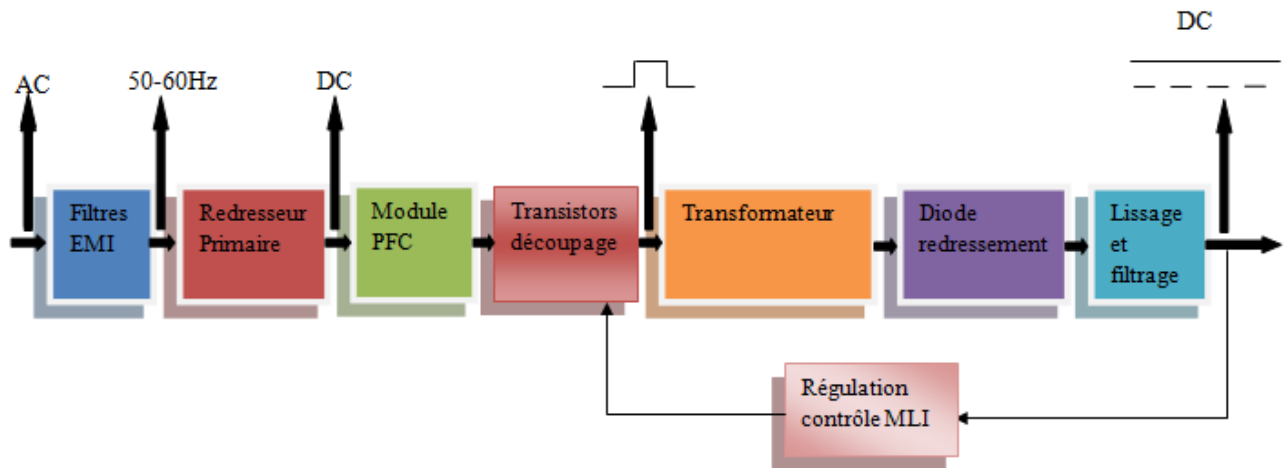 DC
AC
50-60Hz
DC
Filtres
EMI
Redresseur
Primaire
Module
PFC
Transistors
découpage
Transformateur
Diode
redressement
Lissage
et
filtrage
Régulation
contrôle MLI